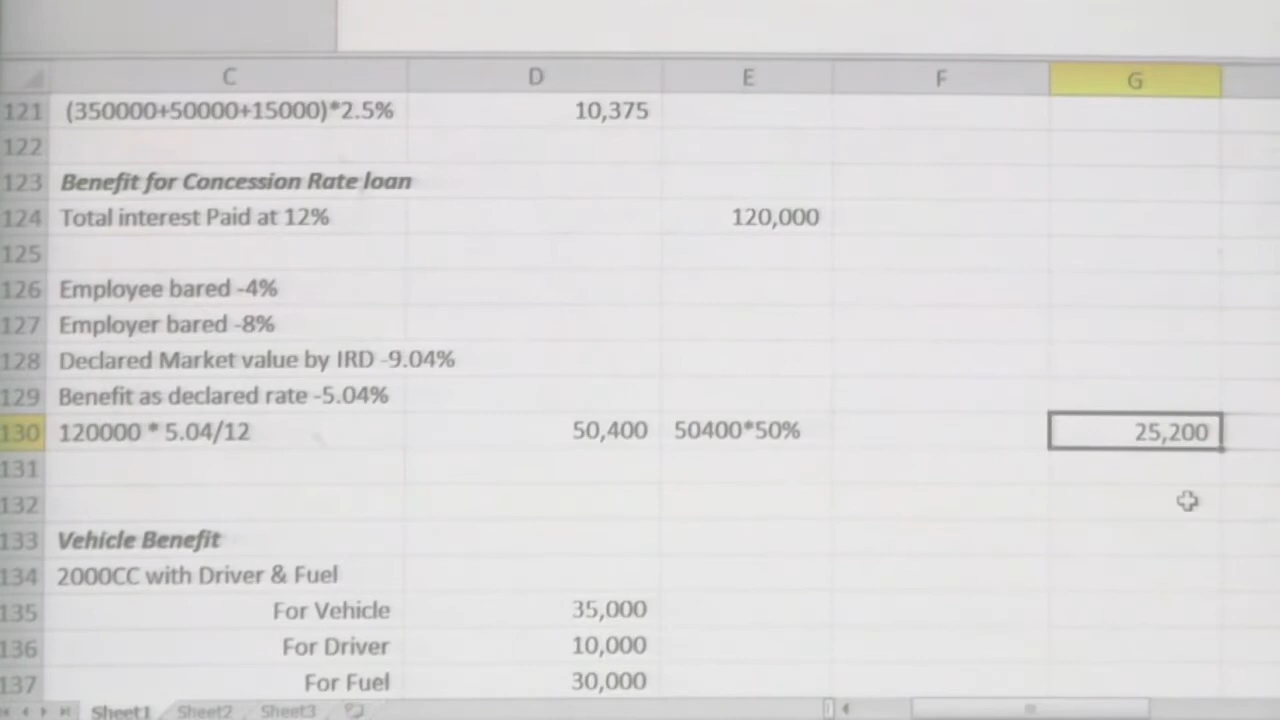 C D E F G
121 (350000+50000+15000)*2.5% 10,375
122
123 Benefit for Concession Rate loan
124 Total interest Paid at 12% 120,000
125
126 Employee bared -4%
127 Employer bared -8%
128 Declared Market value by IRD -9.04%
129 Benefit as declared rate -5.04%
130 120000 * 5.04/12 50,400 50400*50% 25,200
131
132
133 Vehicle Benefit
134 2000CC with Driver & Fuel
135 For Vehicle 35,000
136 For Driver 10,000
137 For Fuel 30,000
Sheet1 Sheet2 Sheet3